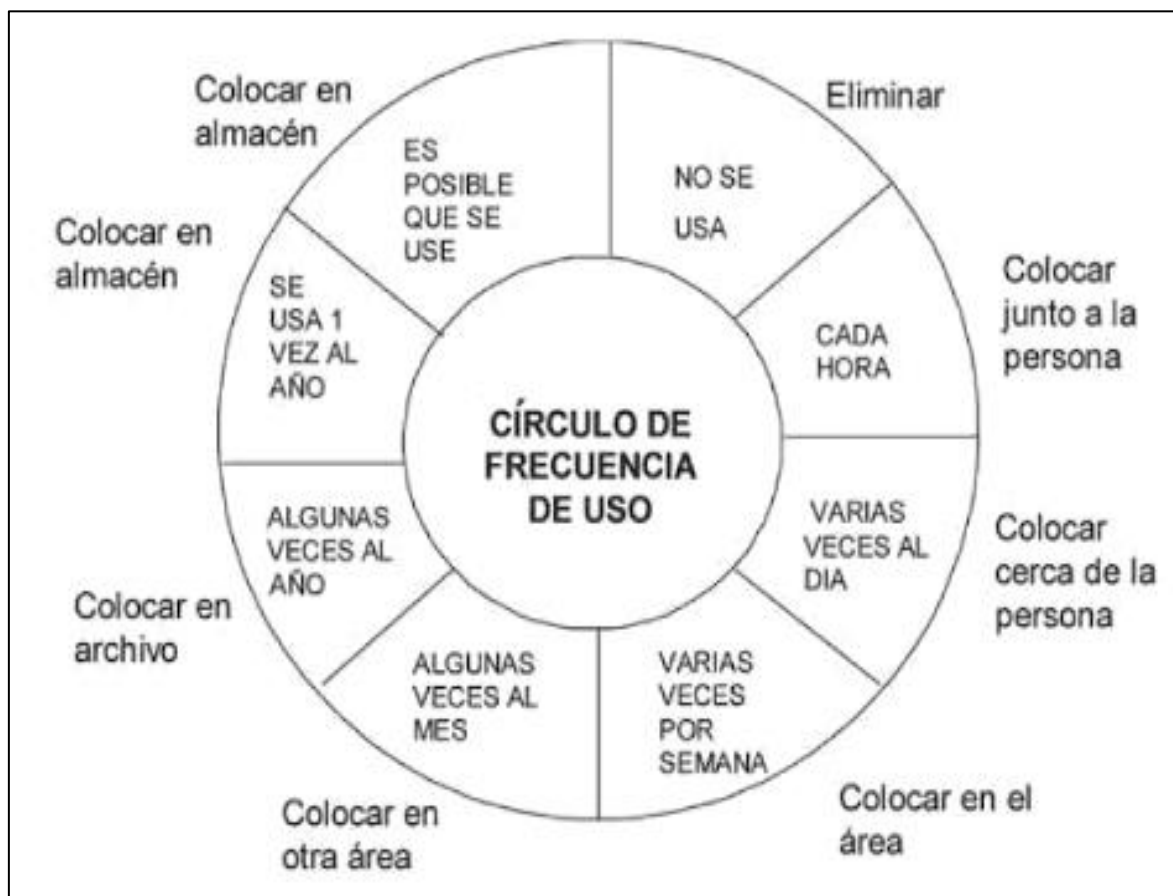 Colocar en
almacén
Eliminar
ES
POSIBLE
QUE SE
USE
NO SE
USA
Colocar en
almacén
SE
USA 1
VEZ AL
AÑO
CADA
HORA
Colocar
junto a la
persona
CÍRCULO DE
FRECUENCIA
DE USO
ALGUNAS
VECES AL
AÑO
VARIAS
VECES AL
DIA
Colocar
cerca de la
persona
Colocar en
archivo
ALGUNAS
VECES AL
MES
VARIAS
VECES
POR
SEMANA
Colocar en
otra área
Colocar en el
área